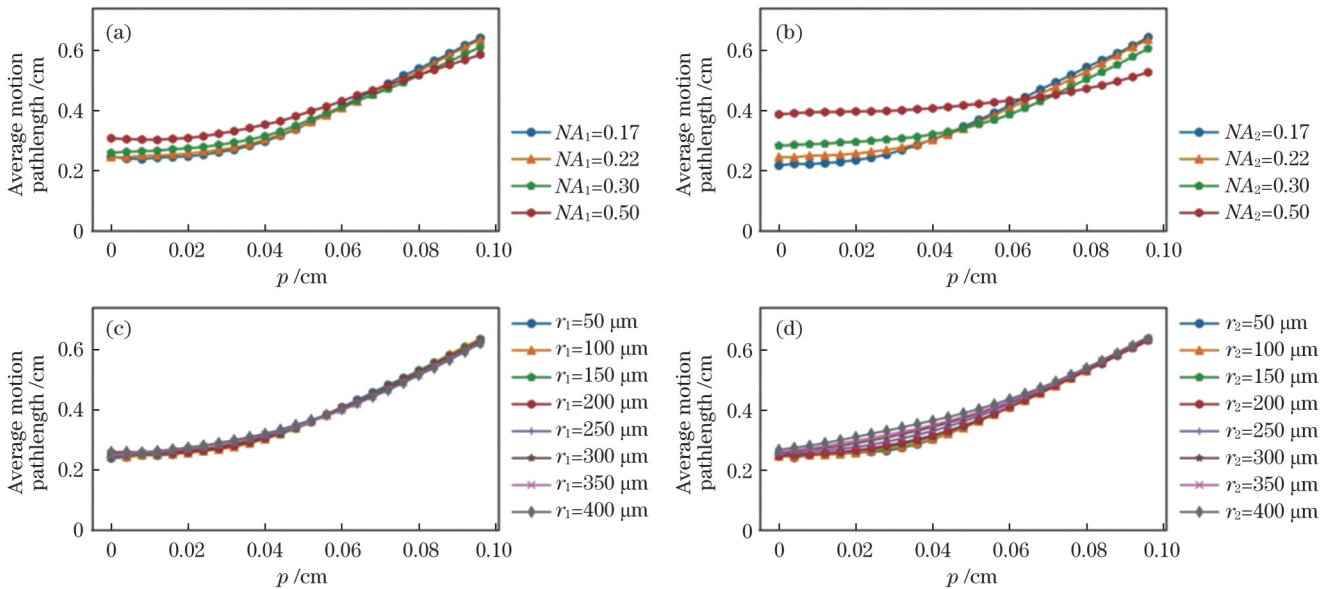 (a)
Average motion
pathlength /cm
0.6
0.4
0.2
0
0
0.02
0.04
0.06
0.08
0.10
p /cm
NA₁=0.17
NA₁=0.22
NA₁=0.30
NA₁=0.50
(b)
Average motion
pathlength /cm
0.6
0.4
0.2
0
0
0.02
0.04
0.06
0.08
0.10
p /cm
NA₂=0.17
NA₂=0.22
NA₂=0.30
NA₂=0.50
(c)
Average motion
pathlength /cm
0.6
0.4
0.2
0
0
0.02
0.04
0.06
0.08
0.10
p /cm
r₁=50 μm
r₁=100 μm
r₁=150 μm
r₁=200 μm
r₁=250 μm
r₁=300 μm
r₁=350 μm
r₁=400 μm
(d)
Average motion
pathlength /cm
0.6
0.4
0.2
0
0
0.02
0.04
0.06
0.08
0.10
p /cm
r₂=50 μm
r₂=100 μm
r₂=150 μm
r₂=200 μm
r₂=250 μm
r₂=300 μm
r₂=350 μm
r₂=400 μm